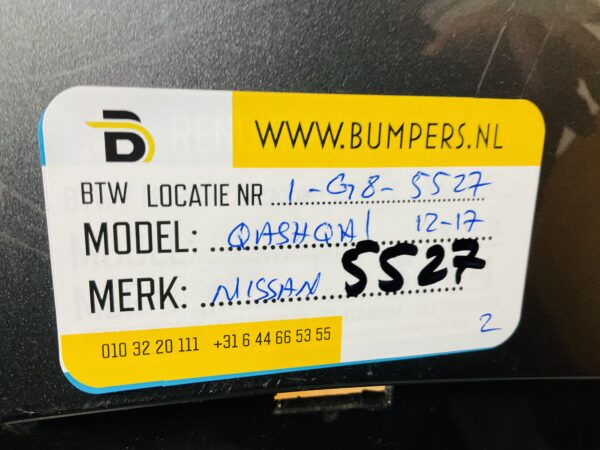 B
WWW.BUMPERS.NL
BTW LOCATIE NR 1-G8-5527
MODEL: QASHQAI 12-17
MERK: NISSAN 5527
2
010 32 20 111 +31 6 44 66 53 55